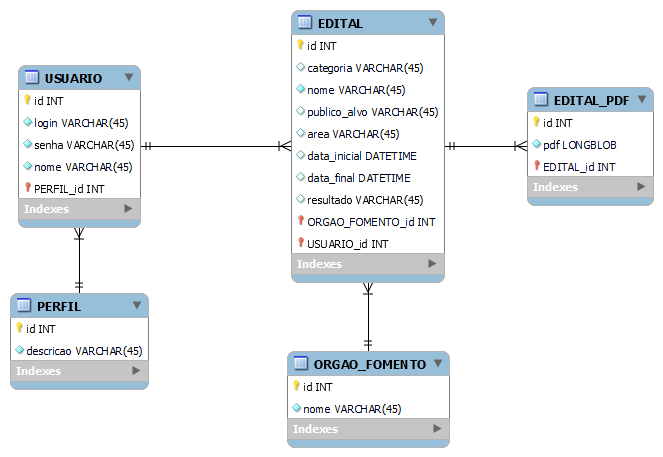 USUARIO
id INT
login VARCHAR(45)
senha VARCHAR(45)
nome VARCHAR(45)
PERFIL_id INT
Indexes
EDITAL
id INT
categoria VARCHAR(45)
nome VARCHAR(45)
publico_alvo VARCHAR(45)
area VARCHAR(45)
data_inicial DATETIME
data_final DATETIME
resultado VARCHAR(45)
ORGAO_FOMENTO_id INT
USUARIO_id INT
Indexes
EDITAL_PDF
id INT
pdf LONGBLOB
EDITAL_id INT
Indexes
PERFIL
id INT
descricao VARCHAR(45)
Indexes
ORGAO_FOMENTO
id INT
nome VARCHAR(45)
Indexes